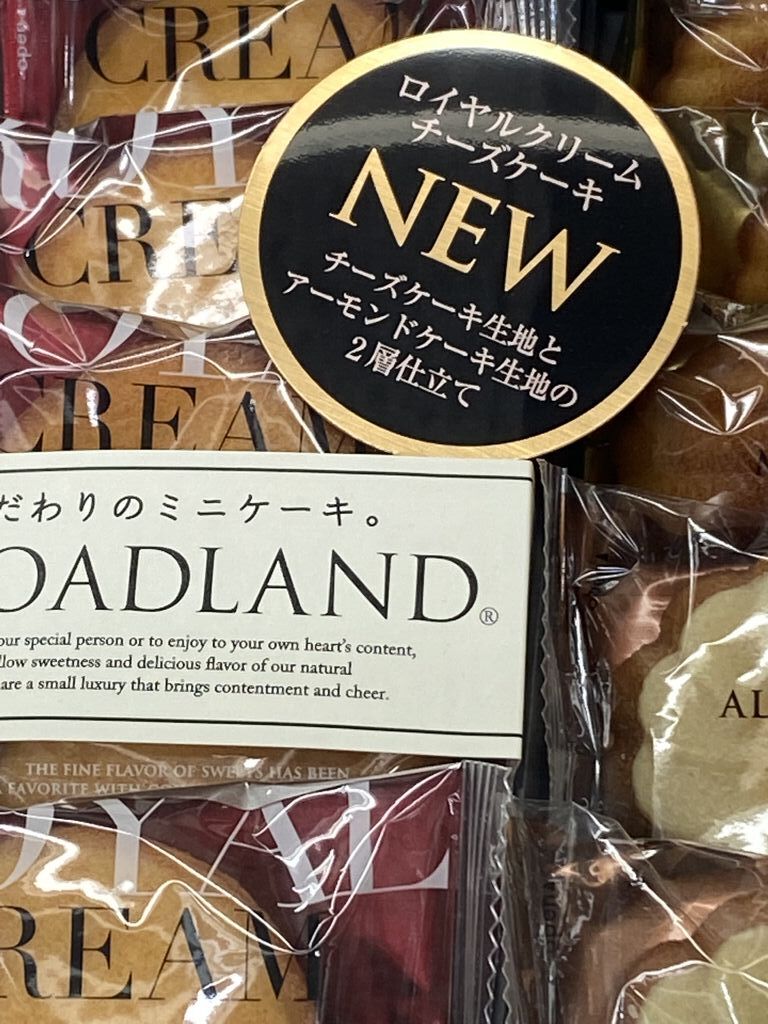 CREA
ロイヤルクリーム
チーズケーキ
NEW
チーズケーキ生地と
アーモンドケーキ生地の
2層仕立て
CRE
CREAM
だわりのミニケーキ。
OADLAND®
our special person or to enjoy to your own heart's content,
llow sweetness and delicious flavor of our natural
are a small luxury that brings contentment and cheer.
AL
THE FINE FLAVOR OF SWEETS HAS BEEN
A FAVORITE WITH
OYAL
REAM